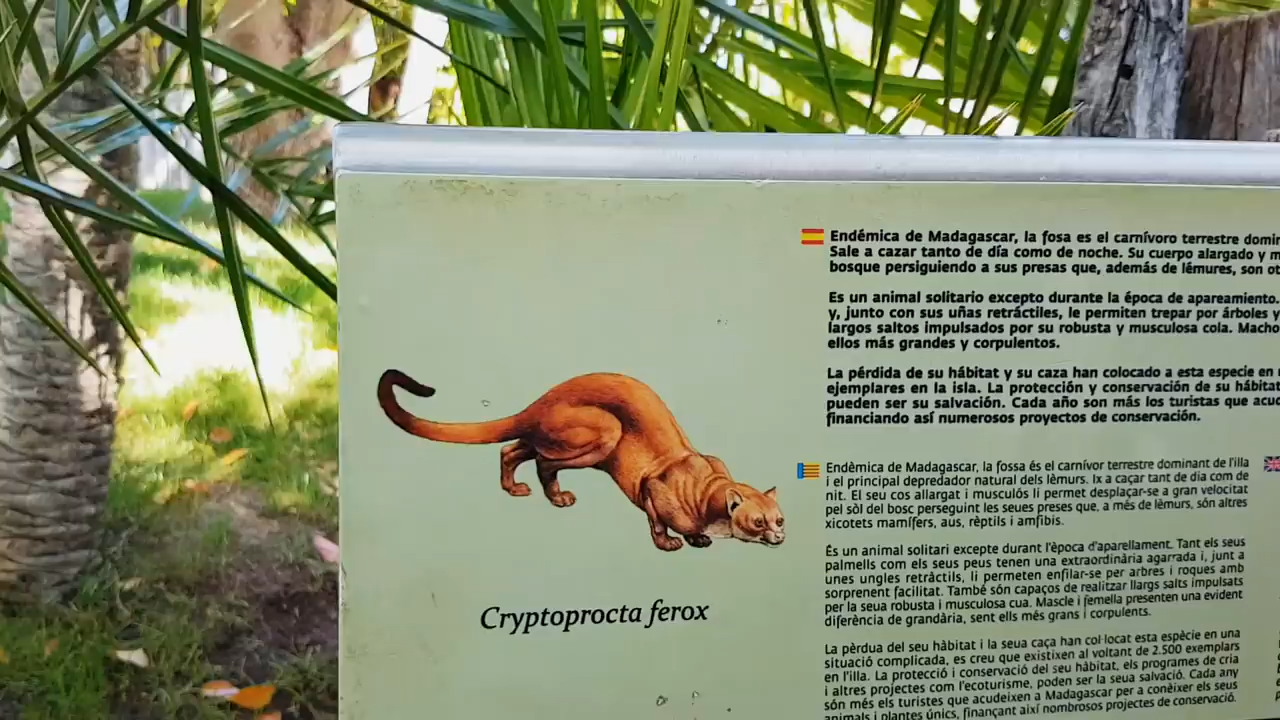 Endémica de Madagascar, la fosa es el carnívoro terrestre
Sale a cazar tanto de día como de noche. Su cuerpo alargado y
bosque persiguiendo a sus presas que, además de lémures, son
Es un animal solitario excepto durante la época de apareamiento.
y, junto con sus uñas retráctiles, le permiten trepar por árboles y
largos saltos impulsados por su robusta y musculosa cola.
ellos más grandes y corpulentos.
La pérdida de su hábitat y su caza han colocado a esta especie en
ejemplares en la isla. La protección y conservación de su
pueden ser su salvación. Cada año son más los turistas que
financiando así numerosos proyectos de conservación.
Endèmica de Madagascar, la fossa és el carnívor terrestre dominant de l'illa
i el principal depredador natural dels lèmurs. Ix a caçar tant de dia com de
nit. El seu cos allargat i musculós li permet desplaçar-se a gran velocitat
pel sòl del bosc perseguint les seues preses que, a més de lèmurs, són altres
xicotets mamífers, aus, rèptils i amfibis.
És un animal solitari excepte durant l'època d'aparellament. Tant els seus
palmells com els seus peus tenen una extraordinària agarrada i, junt a
unes ungles retràctils, li permeten enfilar-se per arbres i roques amb
sorprenent facilitat. També són capaços de realitzar llargs salts impulsats
per la seua robusta i musculosa cua. Mascle i femella presenten una evident
diferència de grandària, sent ells més grans i corpulents.
La pèrdua del seu hàbitat i la seua caça han col·locat esta espècie en una
situació complicada, es creu que existixen al voltant de 2.500 exemplars
en l'illa. La protecció i conservació del seu hábitat, els programes de cria
i altres projectes com l'ecoturisme, poden ser la seua salvació. Cada any
són més els turistes que acudeixen a Madagascar per a conèixer els seus
animals i plantes únics, finançant així nombrosos projectes de conservació.
Cryptoprocta ferox